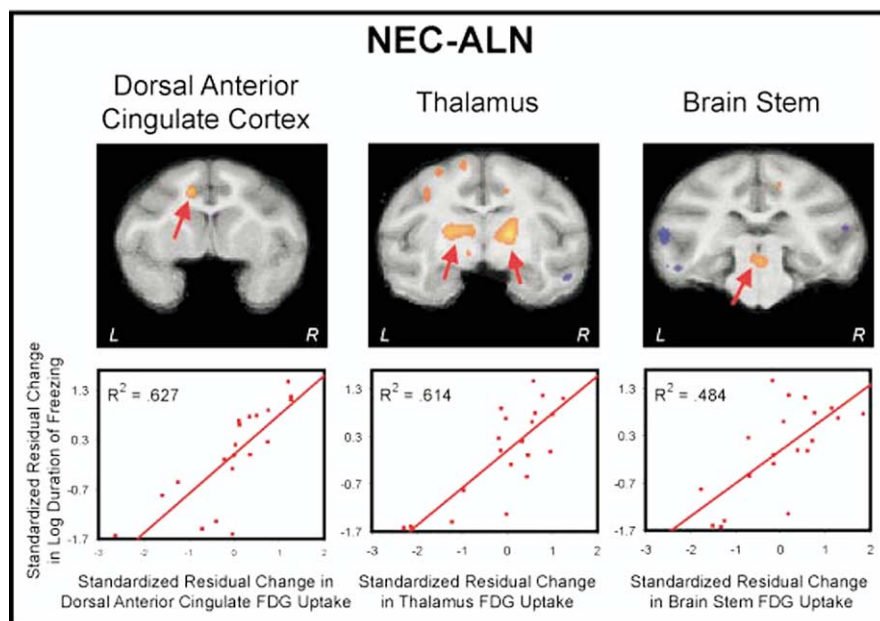 NEC-ALN
Dorsal Anterior
Cingulate Cortex
Thalamus
Brain Stem
L
R
L
R
L
R
Standardized Residual Change
in Log Duration of Freezing
R² = .627
1.3
0.3
-0.7
-1.7
-3
-2
-1
0
1
2
Standardized Residual Change in
Dorsal Anterior Cingulate FDG Uptake
R² = .614
1.3
0.3
-0.7
-1.7
-3
-2
-1
0
1
2
Standardized Residual Change
in Thalamus FDG Uptake
R² = .484
1.3
0.3
-0.7
-1.7
-3
-2
-1
0
1
2
Standardized Residual Change
in Brain Stem FDG Uptake